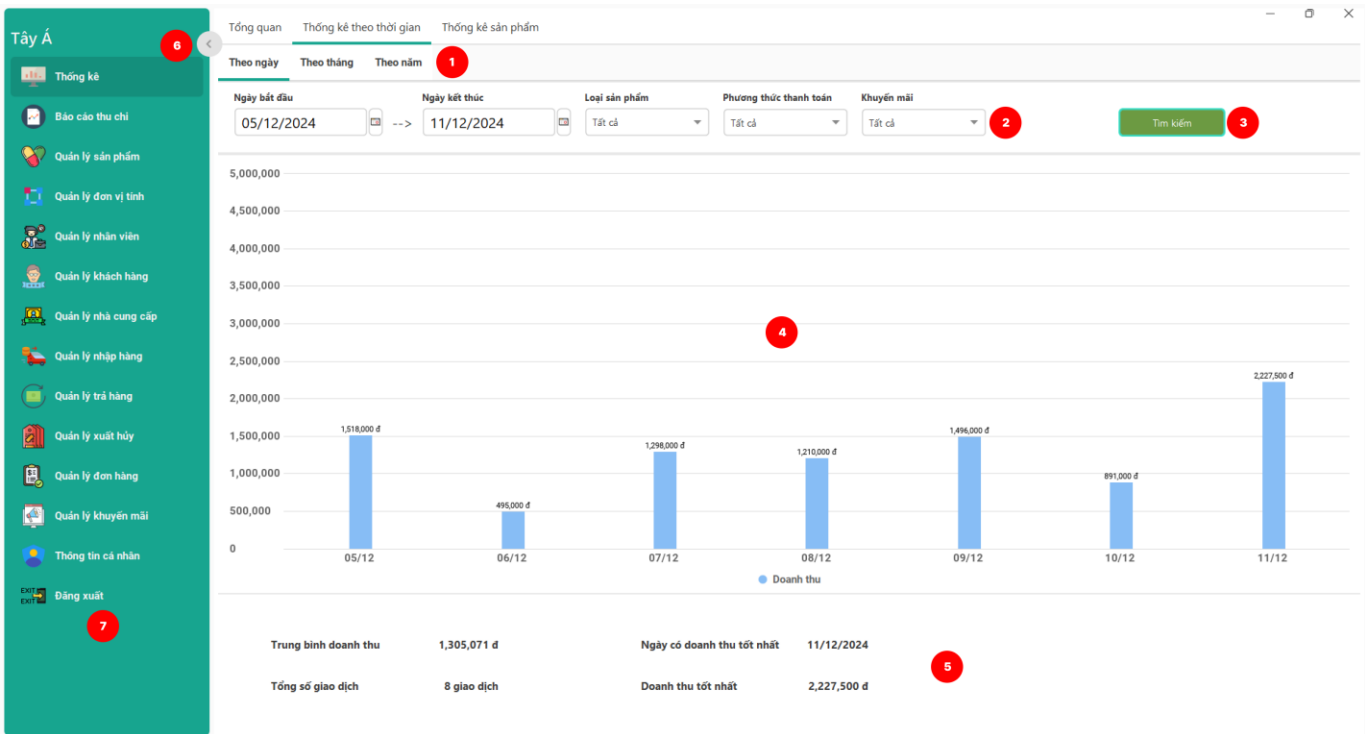 Tây Á
6
Thống kê
Báo cáo thu chi
Quản lý sản phẩm
Quản lý đơn vị tính
Quản lý nhân viên
Quản lý khách hàng
Quản lý nhà cung cấp
Quản lý nhập hàng
Quản lý trả hàng
Quản lý xuất hủy
Quản lý đơn hàng
Quản lý khuyến mãi
Thông tin cá nhân
EXIT EXIT Đăng xuất
7
Tổng quan Thống kê theo thời gian Thống kê sản phẩm
Theo ngày Theo tháng Theo năm 1
Ngày bắt đầu Ngày kết thúc Loại sản phẩm Phương thức thanh toán Khuyến mãi
05/12/2024 --> 11/12/2024 Tất cả Tất cả Tất cả 2 Tìm kiếm 3
5,000,000
4,500,000
4,000,000
3,500,000
3,000,000
4
2,500,000
2,227,500 đ
2,000,000
1,500,000
1,518,000 đ
1,298,000 đ
1,210,000 đ
1,496,000 đ
1,000,000
891,000 đ
500,000
495,000 đ
0
05/12 06/12 07/12 08/12 09/12 10/12 11/12
Doanh thu
Trung bình doanh thu 1,305,071 đ Ngày có doanh thu tốt nhất 11/12/2024
5
Tổng số giao dịch 8 giao dịch Doanh thu tốt nhất 2,227,500 đ